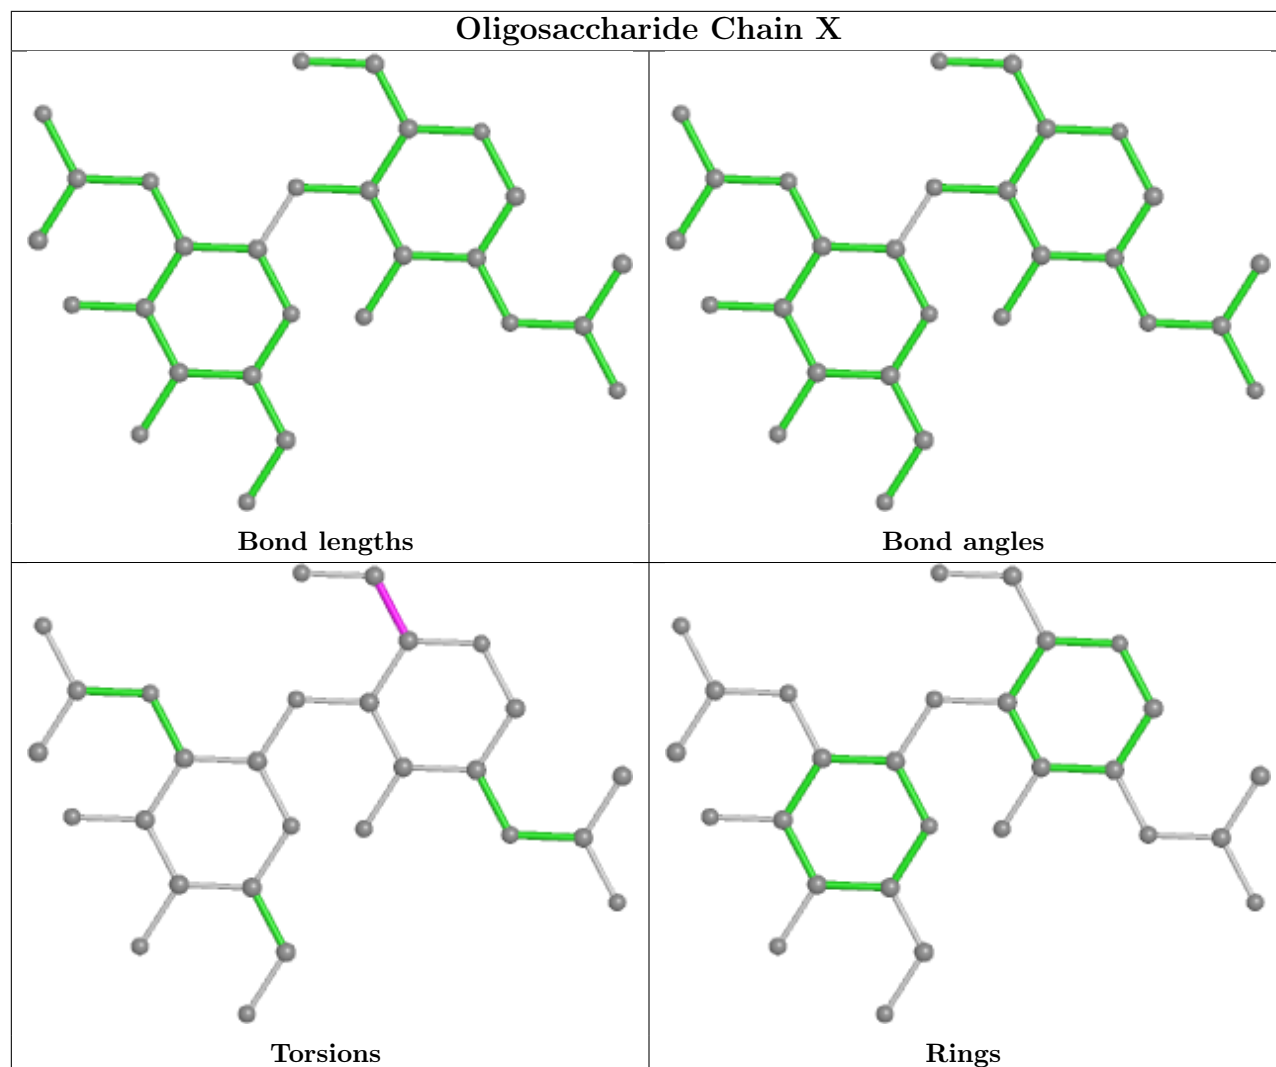 Oligosaccharide Chain X
Bond lengths
Bond angles
Torsions
Rings